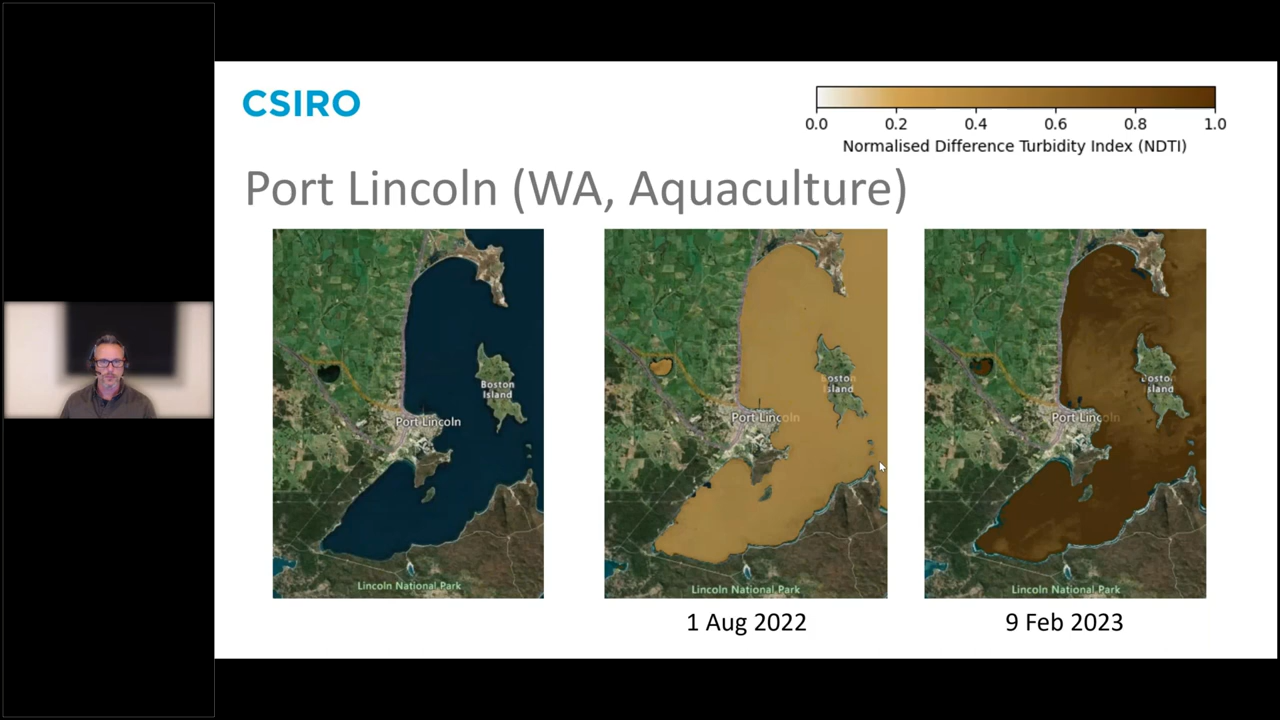 CSIRO
0.0 0.2 0.4 0.6 0.8 1.0
Normalised Difference Turbidity Index (NDTI)
Port Lincoln (WA, Aquaculture)
Boston
Island
Port Lincoln
Lincoln National Park
Boston
Island
Port Lincoln
Lincoln National Park
Boston
Island
Port Lincoln
Lincoln National Park
1 Aug 2022
9 Feb 2023